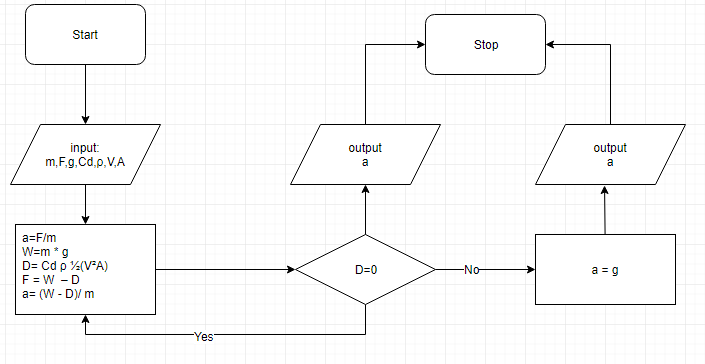 Start
Stop
input:
m,F,g,Cd,ρ,V,A
output
a
output
a
a=F/m
W=m * g
D= Cd ρ ½(V²A)
F = W – D
a= (W - D)/ m
D=0
No
a = g
Yes